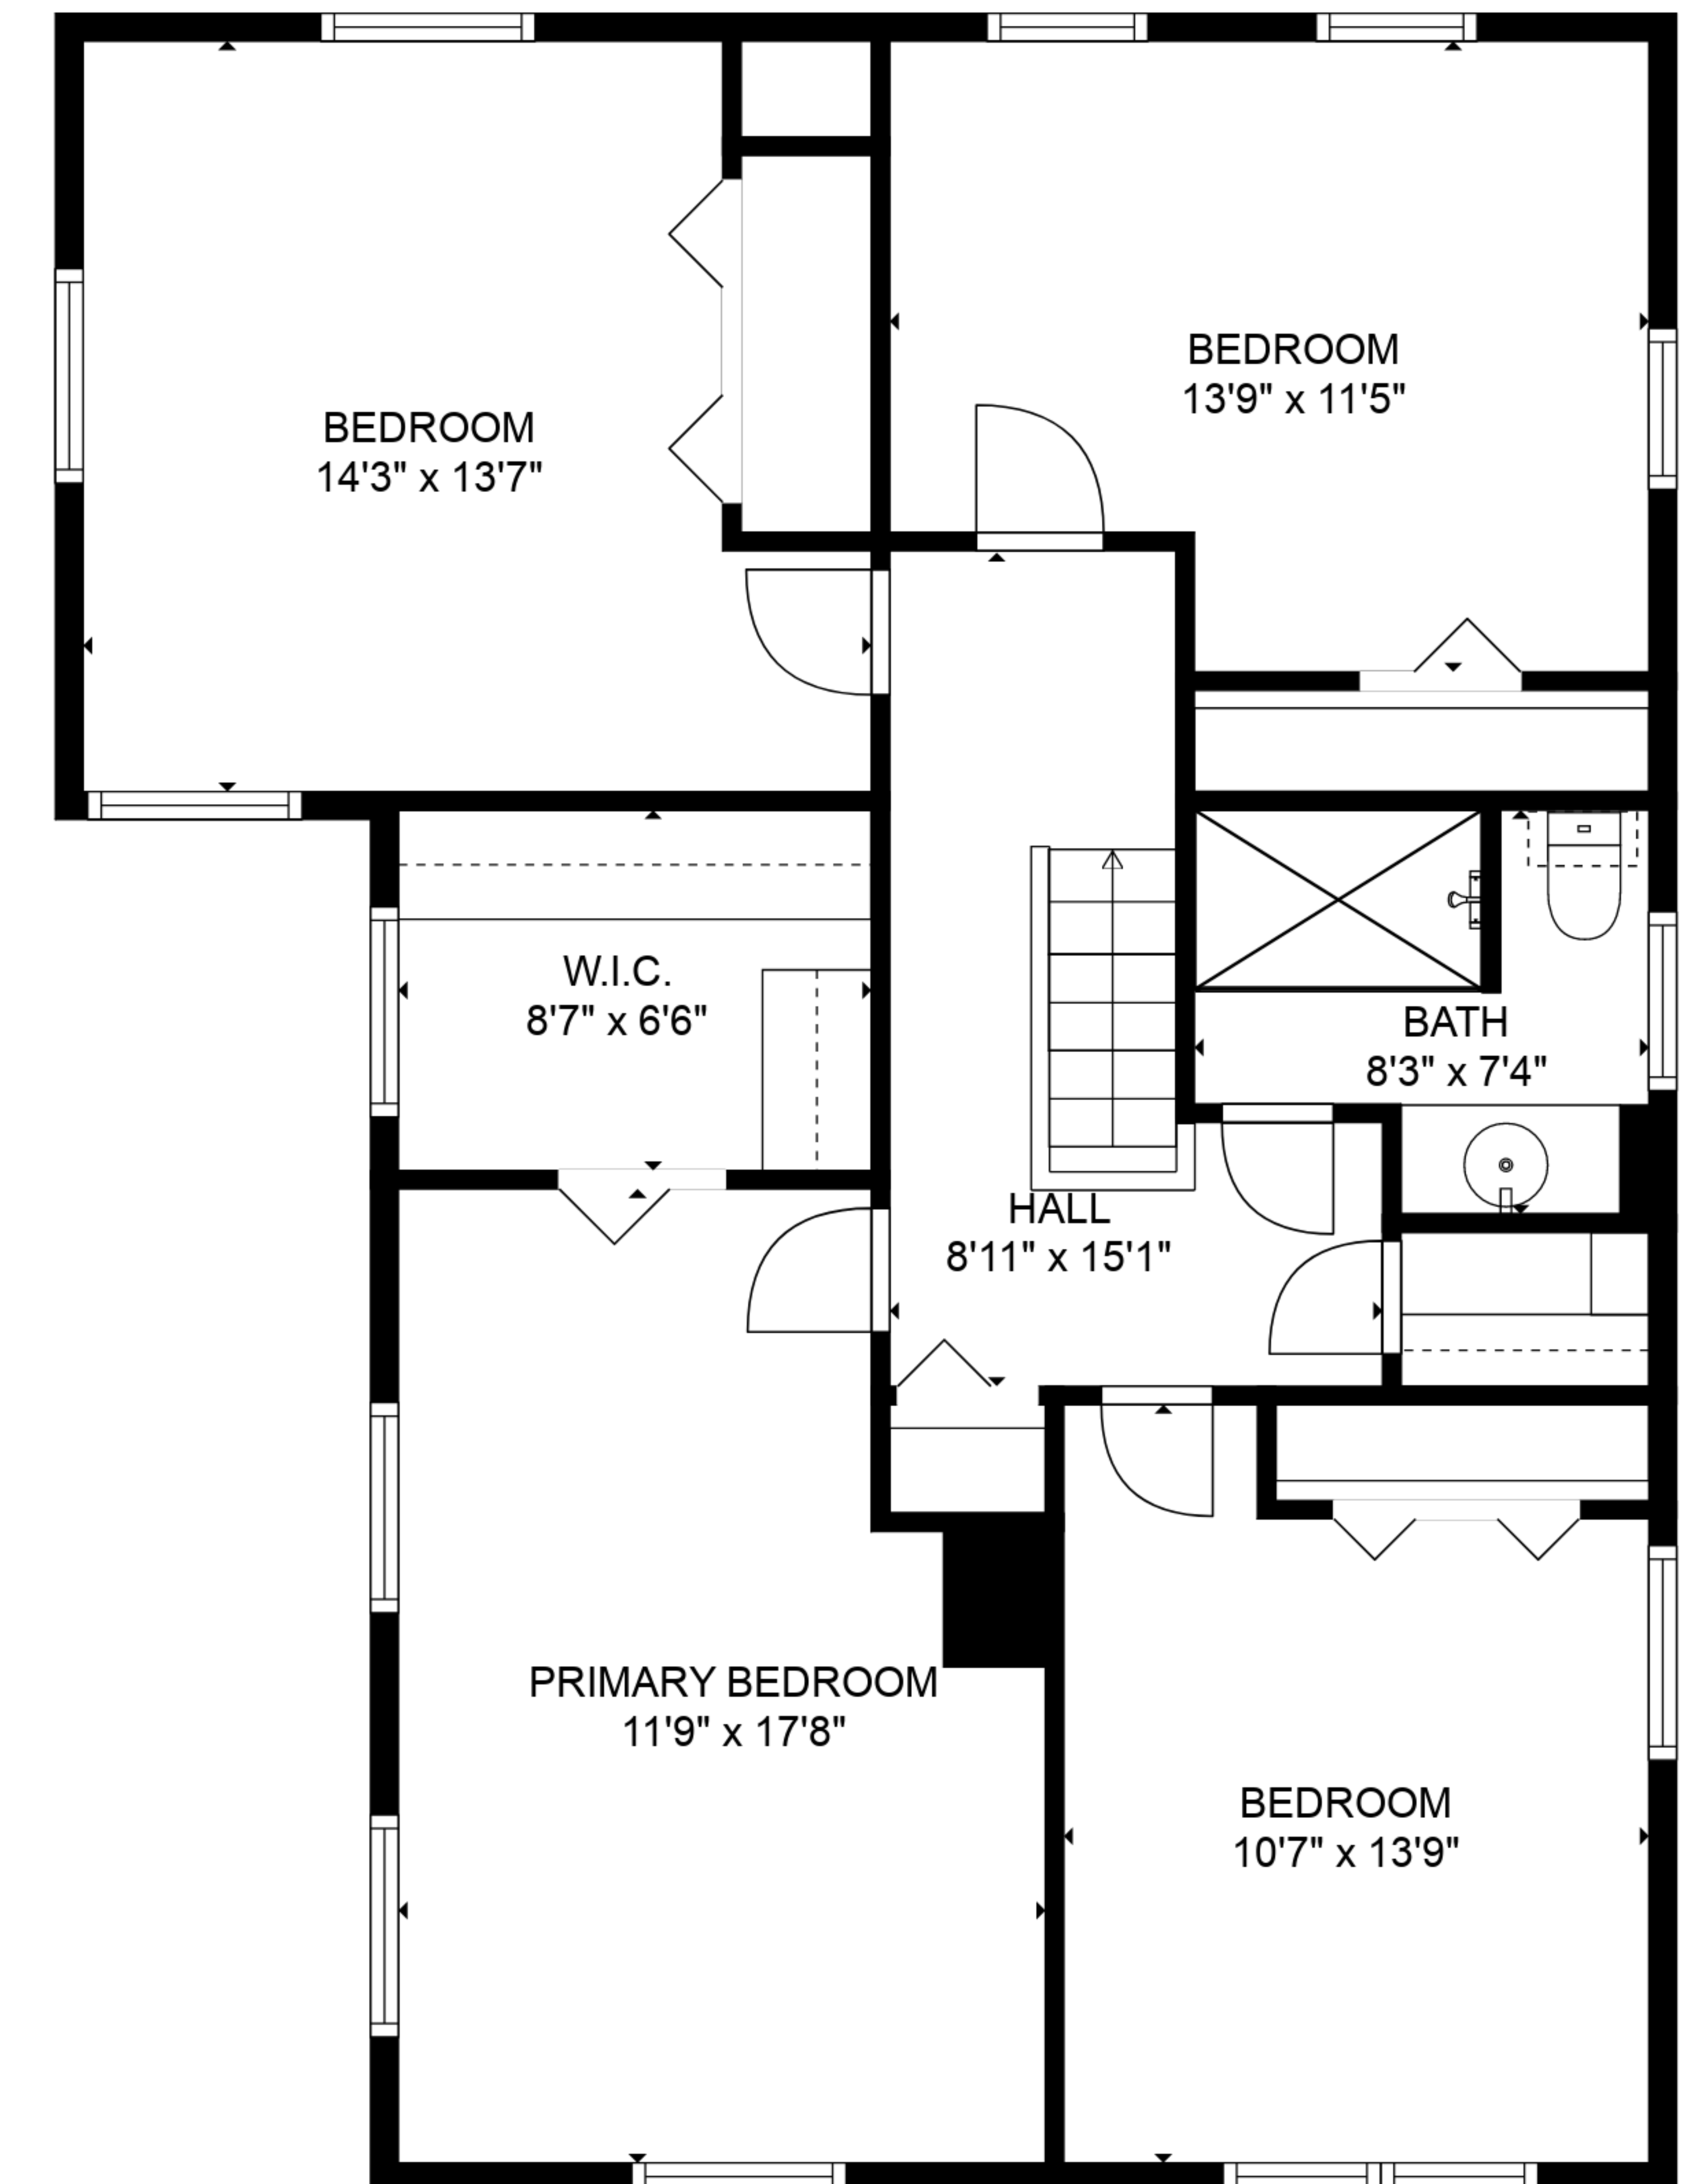 BEDROOM
13'9" x 11'5"
BEDROOM
14'3" x 13'7"
W.I.C.
8'7" x 6'6"
BATH
8'3" x 7'4"
HALL
8'11" x 15'1"
PRIMARY BEDROOM
11'9" x 17'8"
BEDROOM
10'7" x 13'9"